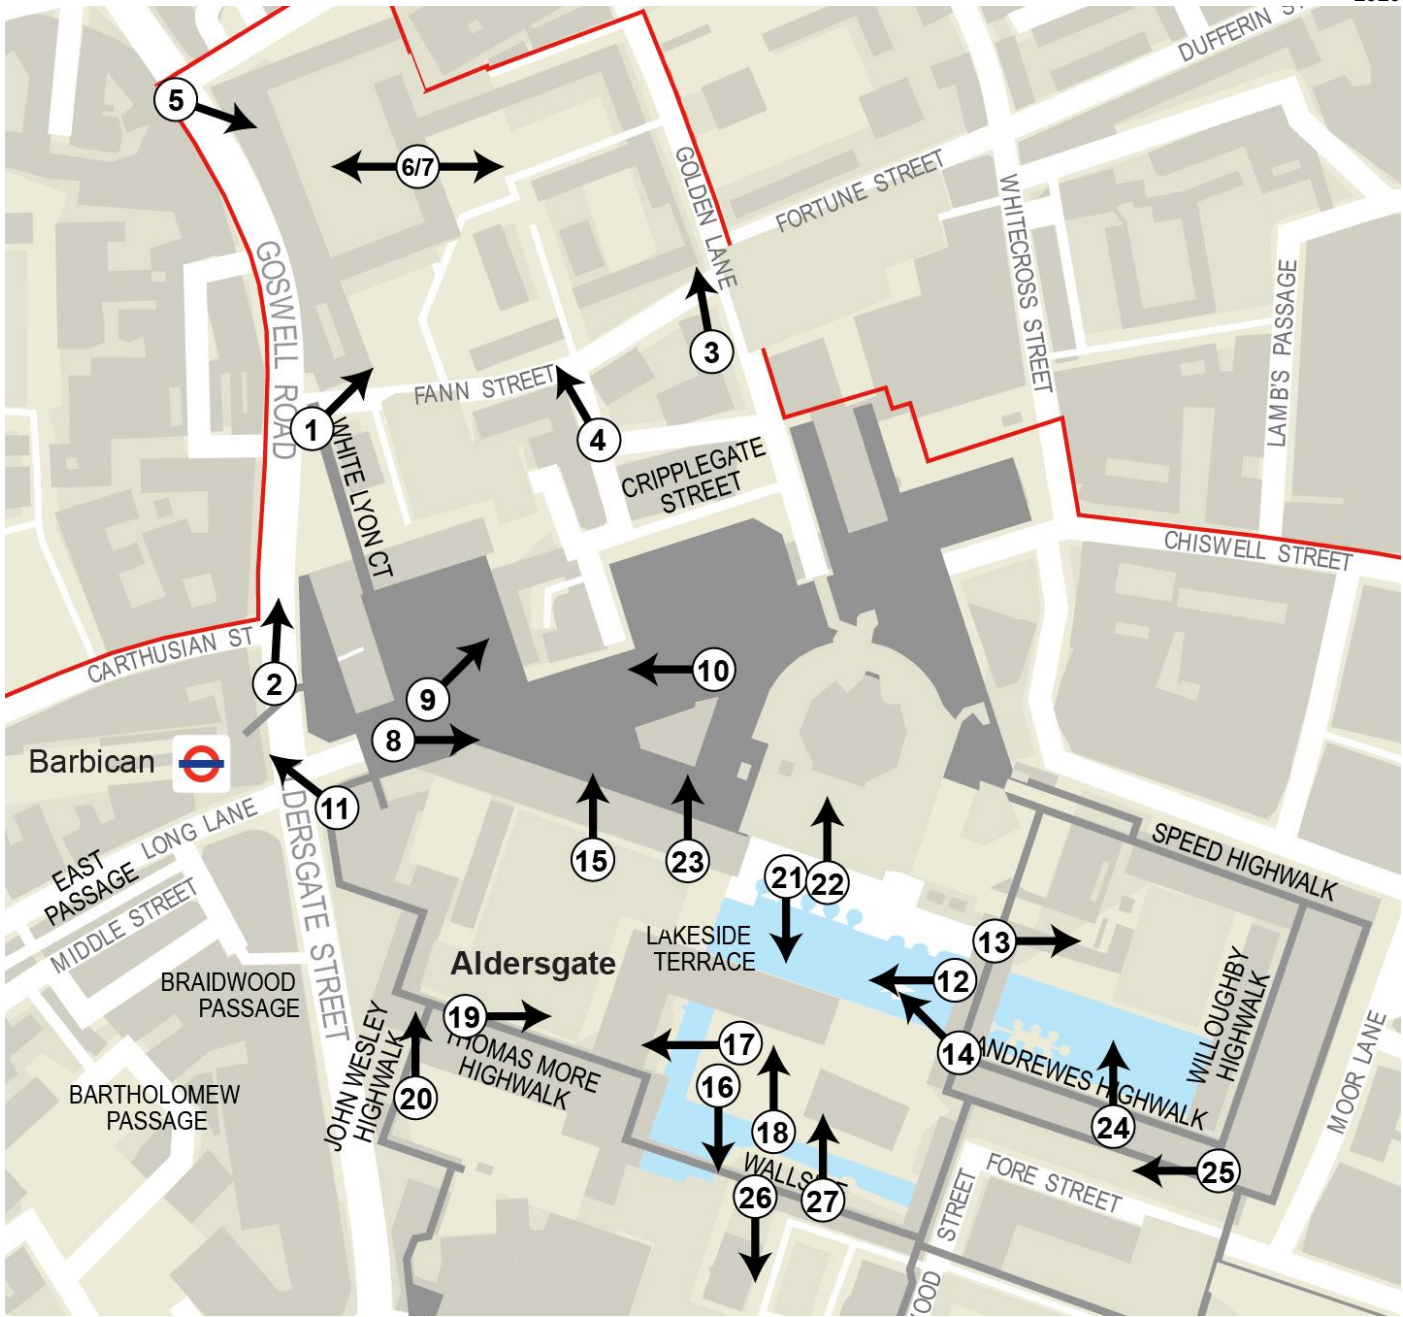 DUFFERIN
5
6/7
GOLDEN LANE
FORTUNE STREET
WHITECROSS STREET
GOSWELL ROAD
LAMB'S PASSAGE
3
FANN STREET
1
4
WHITE LYON CT
CRIPPLEGATE
STREET
CHISWELL STREET
CARTHUSIAN ST
2
9
10
8
Barbican
11
LONG LANE
EAST
PASSAGE
MIDDLE STREET
DERSGATE STREET
15
23
21
22
SPEED HIGHWALK
LAKESIDE
TERRACE
13
12
Aldersgate
BRAIDWOOD
PASSAGE
WILLOUGHBY
HIGHWALK
19
17
14
ANDREWES HIGHWALK
THOMAS MORE
HIGHWALK
JOHN WESLEY
HIGHWALK
16
MOOR LANE
BARTHOLOMEW
PASSAGE
20
18
24
WALLS
FORE STREET
25
26
27
STREET
OOD